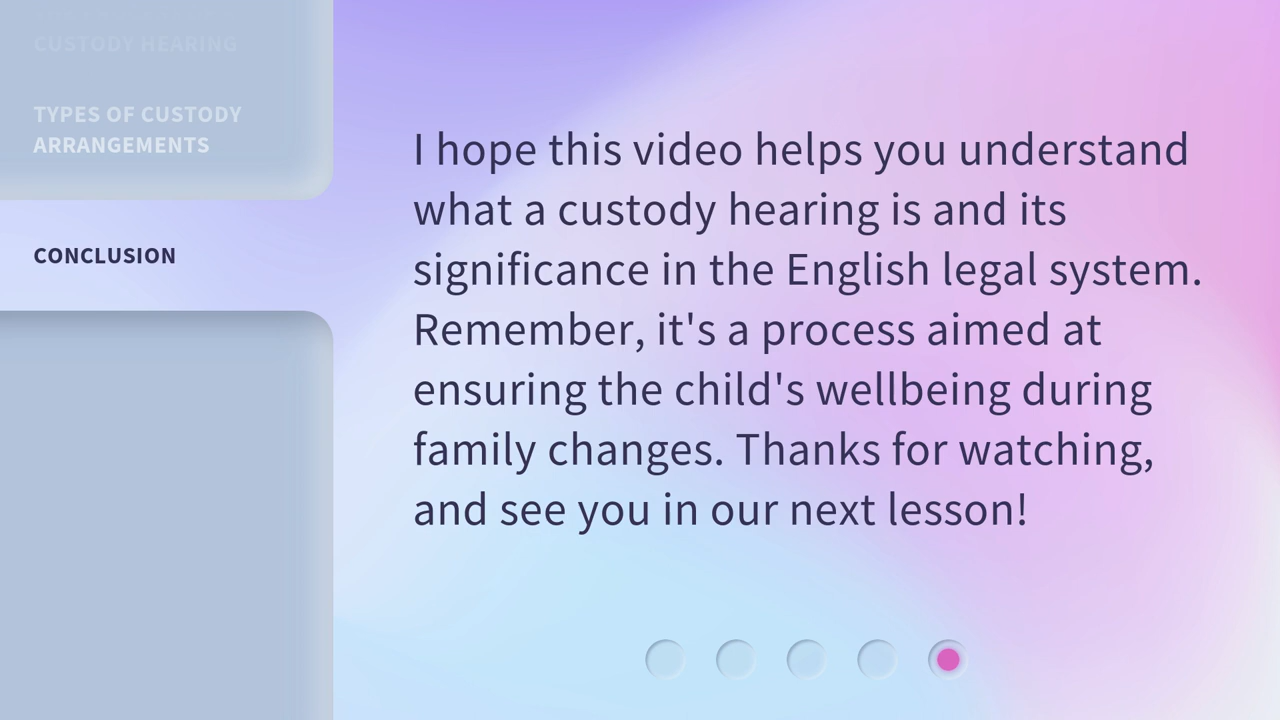 CUSTODY HEARING
TYPES OF CUSTODY
ARRANGEMENTS
CONCLUSION
I hope this video helps you understand
what a custody hearing is and its
significance in the English legal system.
Remember, it's a process aimed at
ensuring the child's wellbeing during
family changes. Thanks for watching,
and see you in our next lesson!